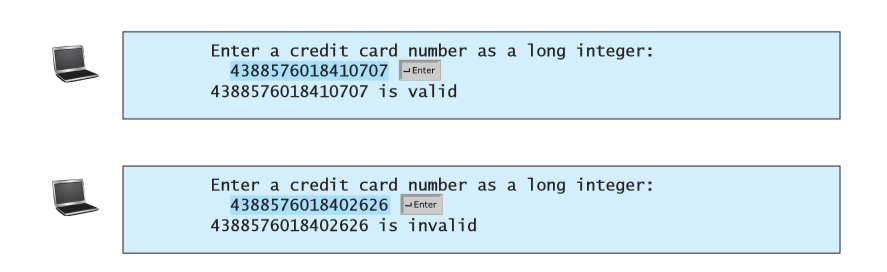 Enter a credit card number as a long integer:
4388576018410707 ↵Enter
4388576018410707 is valid
Enter a credit card number as a long integer:
4388576018402626 ↵Enter
4388576018402626 is invalid